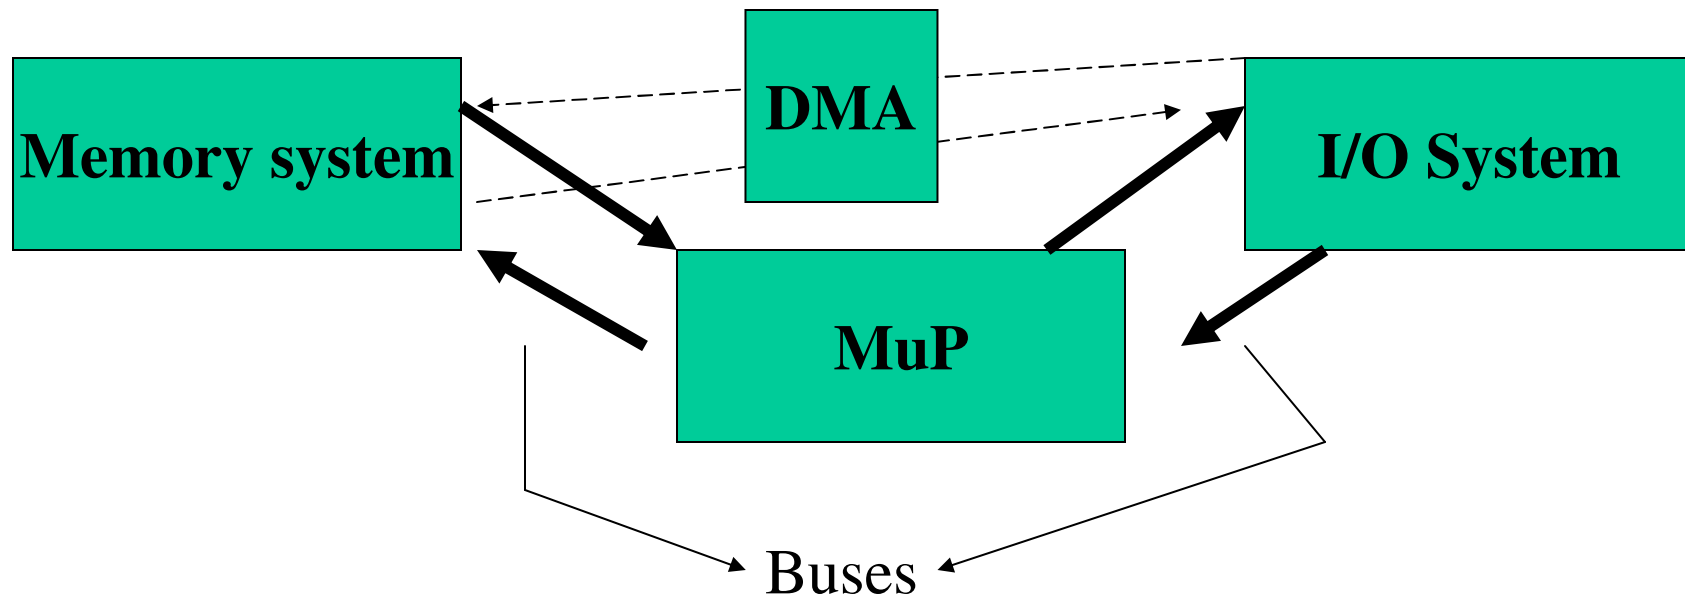 DMA
Memory system
I/O System
MuP
Buses